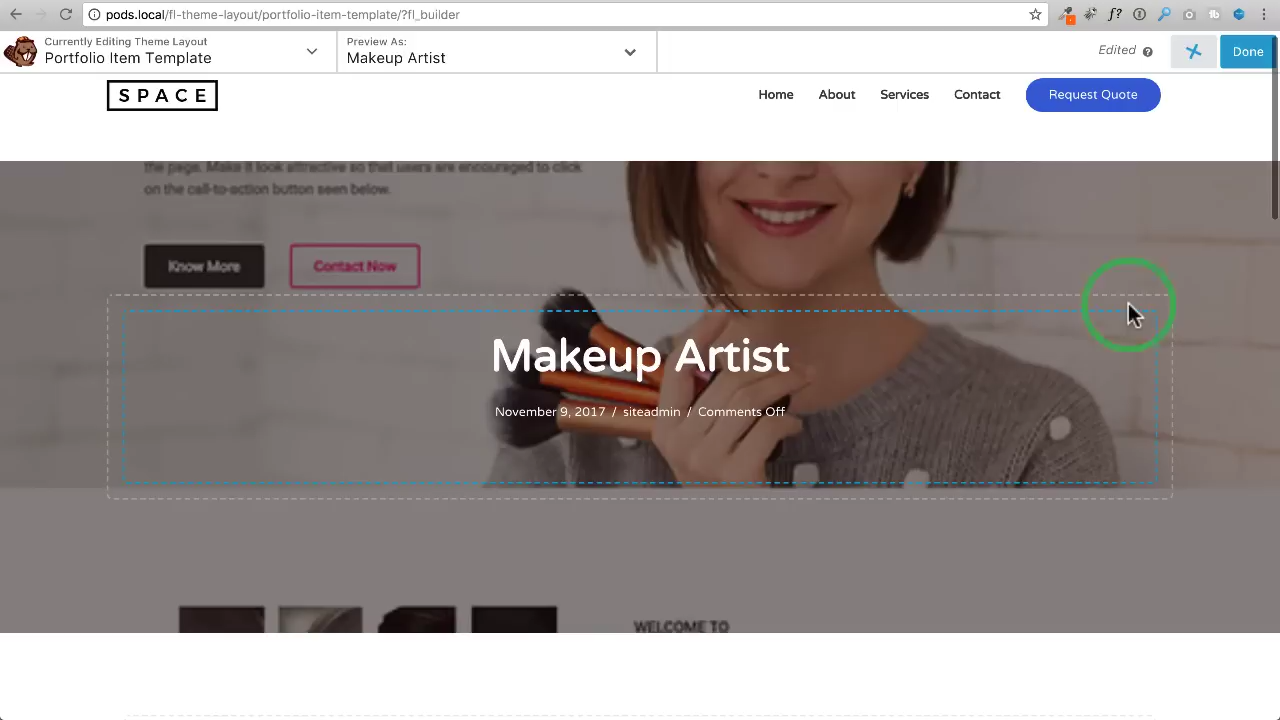 pods.local/fl-theme-layout/portfolio-item-template/?fl_builder
Currently Editing Theme Layout
Portfolio Item Template
Preview As:
Makeup Artist
Edited
Done
SPACE
Home
About
Services
Contact
Request Quote
the page. Make it look attractive so that users are encouraged to click
on the call-to-action button seen below.
Know More
Contact Now
Makeup Artist
November 9, 2017 / siteadmin / Comments Off
WELCOME TO